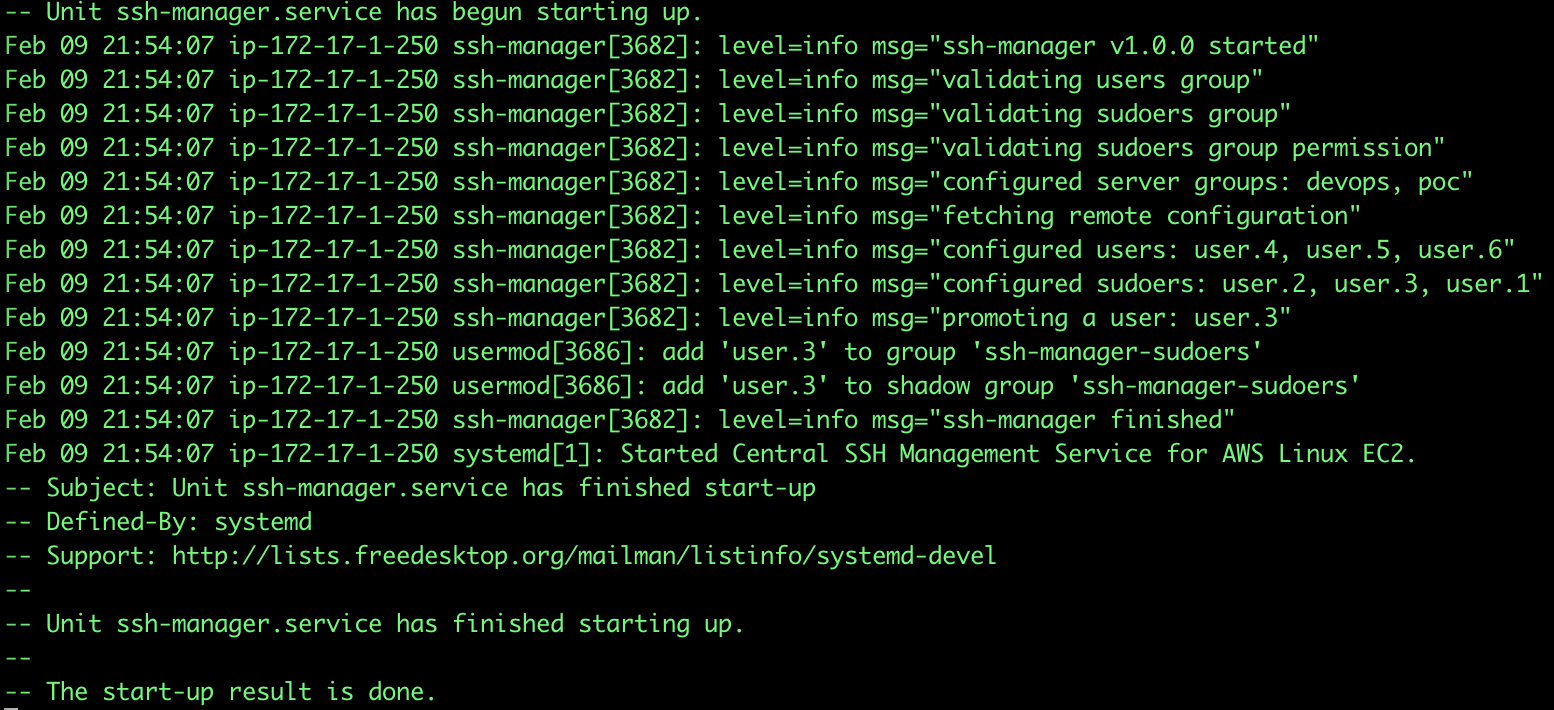 -- Unit ssh-manager.service has begun starting up.
Feb 09 21:54:07 ip-172-17-1-250 ssh-manager[3682]: level=info msg="ssh-manager v1.0.0 started"
Feb 09 21:54:07 ip-172-17-1-250 ssh-manager[3682]: level=info msg="validating users group"
Feb 09 21:54:07 ip-172-17-1-250 ssh-manager[3682]: level=info msg="validating sudoers group"
Feb 09 21:54:07 ip-172-17-1-250 ssh-manager[3682]: level=info msg="validating sudoers group permission"
Feb 09 21:54:07 ip-172-17-1-250 ssh-manager[3682]: level=info msg="configured server groups: devops, poc"
Feb 09 21:54:07 ip-172-17-1-250 ssh-manager[3682]: level=info msg="fetching remote configuration"
Feb 09 21:54:07 ip-172-17-1-250 ssh-manager[3682]: level=info msg="configured users: user.4, user.5, user.6"
Feb 09 21:54:07 ip-172-17-1-250 ssh-manager[3682]: level=info msg="configured sudoers: user.2, user.3, user.1"
Feb 09 21:54:07 ip-172-17-1-250 ssh-manager[3682]: level=info msg="promoting a user: user.3"
Feb 09 21:54:07 ip-172-17-1-250 usermod[3686]: add 'user.3' to group 'ssh-manager-sudoers'
Feb 09 21:54:07 ip-172-17-1-250 usermod[3686]: add 'user.3' to shadow group 'ssh-manager-sudoers'
Feb 09 21:54:07 ip-172-17-1-250 ssh-manager[3682]: level=info msg="ssh-manager finished"
Feb 09 21:54:07 ip-172-17-1-250 systemd[1]: Started Central SSH Management Service for AWS Linux EC2.
-- Subject: Unit ssh-manager.service has finished start-up
-- Defined-By: systemd
-- Support: http://lists.freedesktop.org/mailman/listinfo/systemd-devel
--
-- Unit ssh-manager.service has finished starting up.
--
-- The start-up result is done.